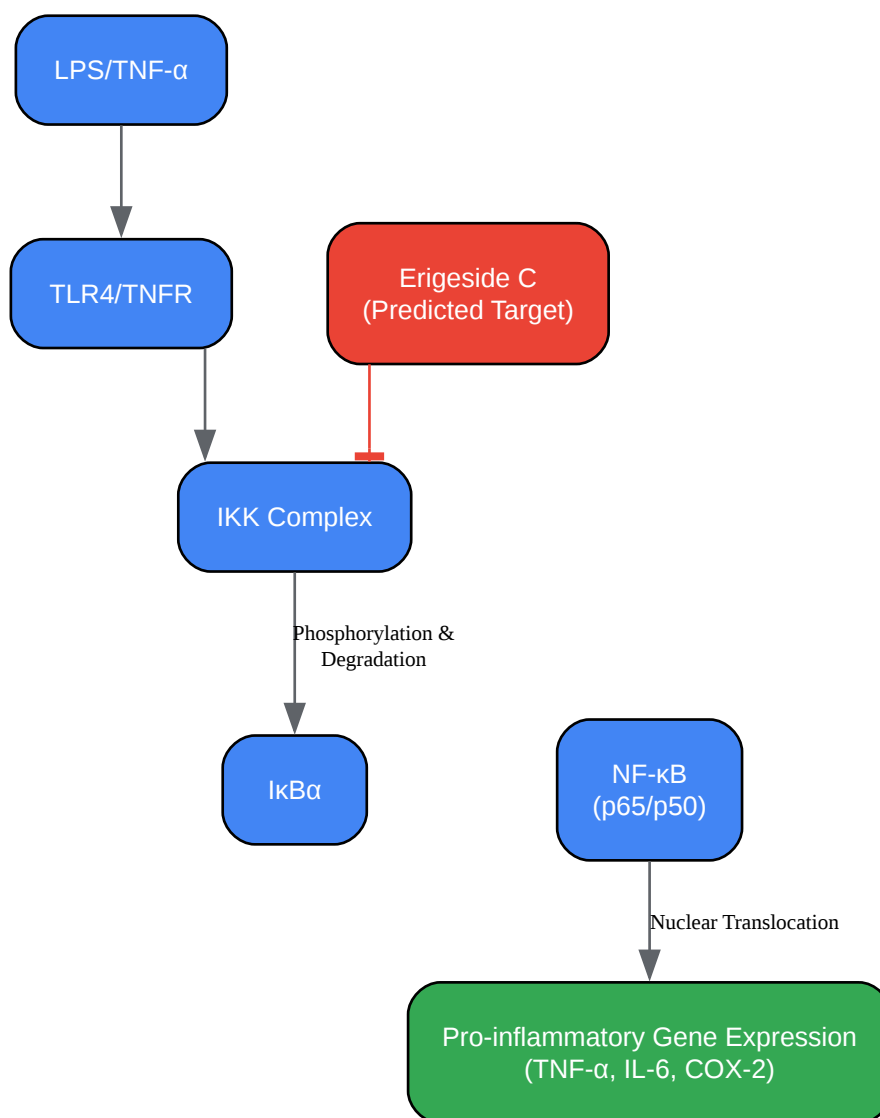 LPS/TNF-α
TLR4/TNFR
Erigeside C
(Predicted Target)
IKK Complex
Phosphorylation &
Degradation
IκBα
NF-κB
(p65/p50)
Nuclear Translocation
Pro-inflammatory Gene Expression
(TNF-α, IL-6, COX-2)